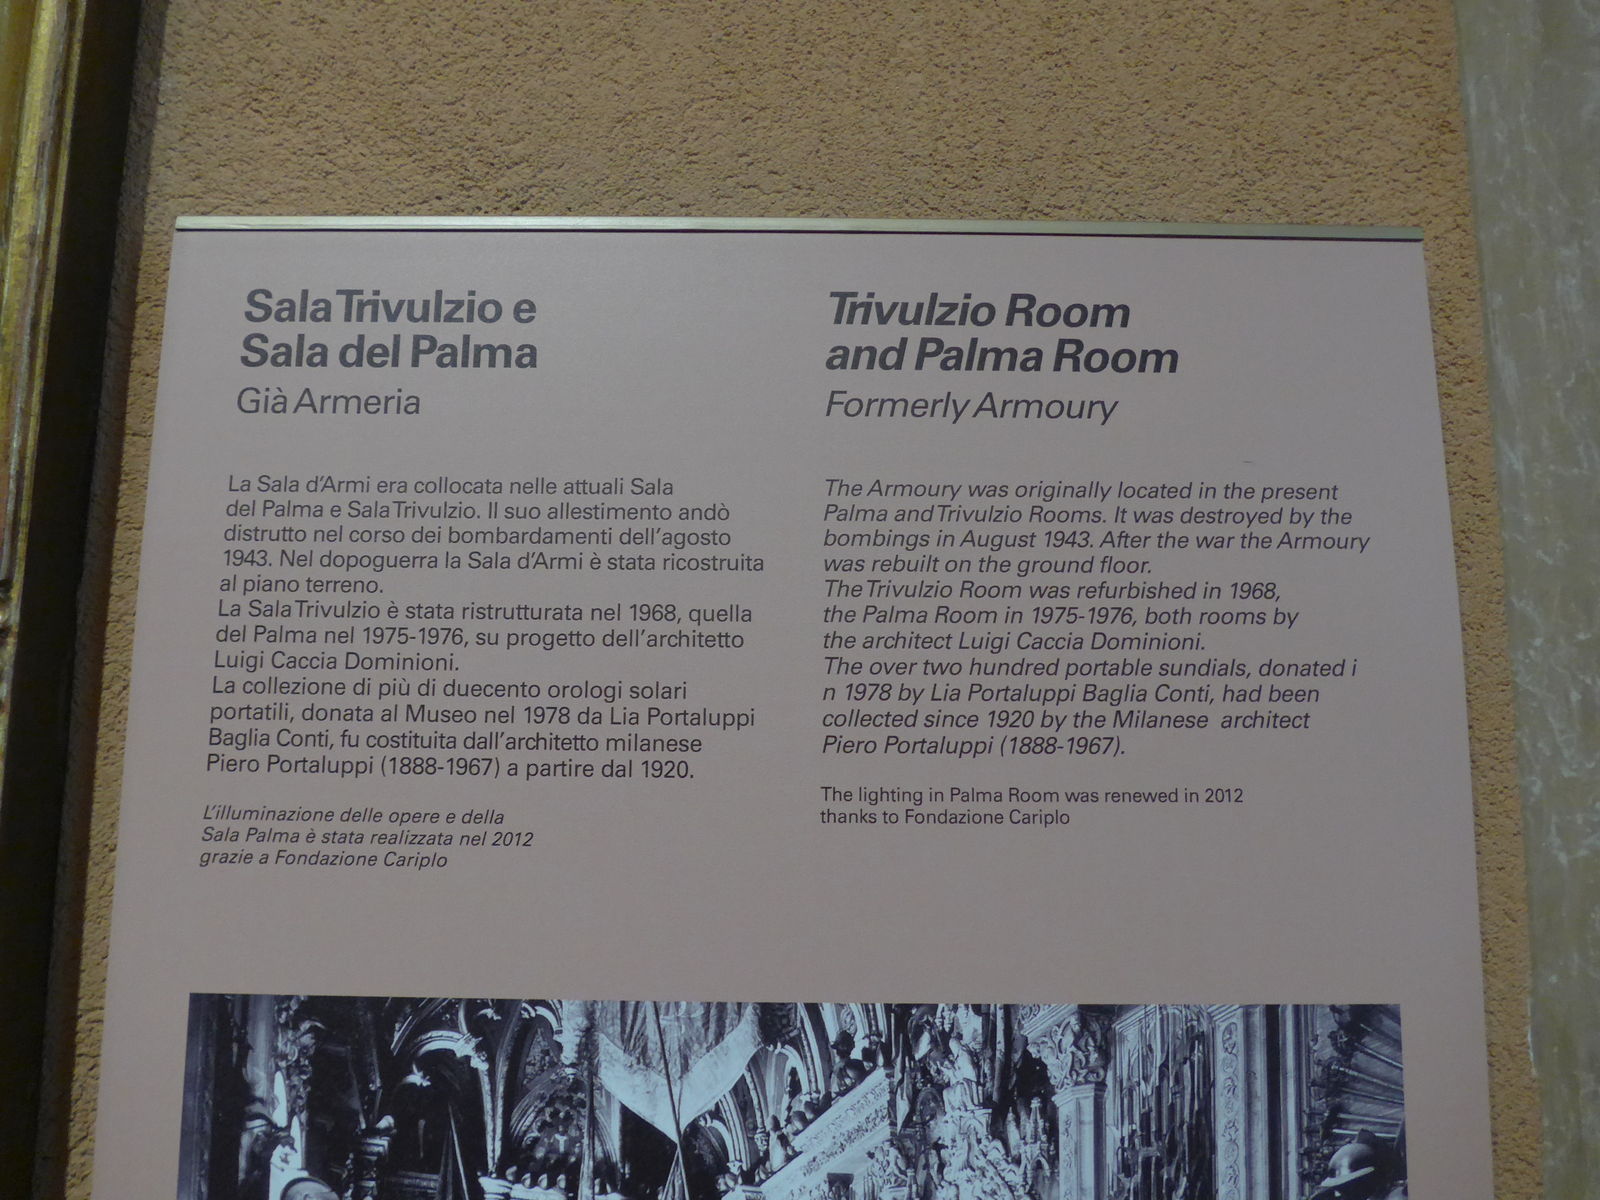 Sala Trivulzio e
Sala del Palma
Già Armeria
La Sala d'Armi era collocata nelle attuali Sala
del Palma e Sala Trivulzio. Il suo allestimento andò
distrutto nel corso dei bombardamenti dell'agosto
1943. Nel dopoguerra la Sala d'Armi è stata ricostruita
al piano terreno.
La Sala Trivulzio è stata ristrutturata nel 1968, quella
del Palma nel 1975-1976, su progetto dell'architetto
Luigi Caccia Dominioni.
La collezione di più di duecento orologi solari
portatili, donata al Museo nel 1978 da Lia Portaluppi
Baglia Conti, fu costituita dall'architetto milanese
Piero Portaluppi (1888-1967) a partire dal 1920.
L'illuminazione delle opere e della
Sala Palma è stata realizzata nel 2012
grazie a Fondazione Cariplo
Trivulzio Room
and Palma Room
Formerly Armoury
The Armoury was originally located in the present
Palma and Trivulzio Rooms. It was destroyed by the
bombings in August 1943. After the war the Armoury
was rebuilt on the ground floor.
The Trivulzio Room was refurbished in 1968,
the Palma Room in 1975-1976, both rooms by
the architect Luigi Caccia Dominioni.
The over two hundred portable sundials, donated i
n 1978 by Lia Portaluppi Baglia Conti, had been
collected since 1920 by the Milanese architect
Piero Portaluppi (1888-1967).
The lighting in Palma Room was renewed in 2012
thanks to Fondazione Cariplo